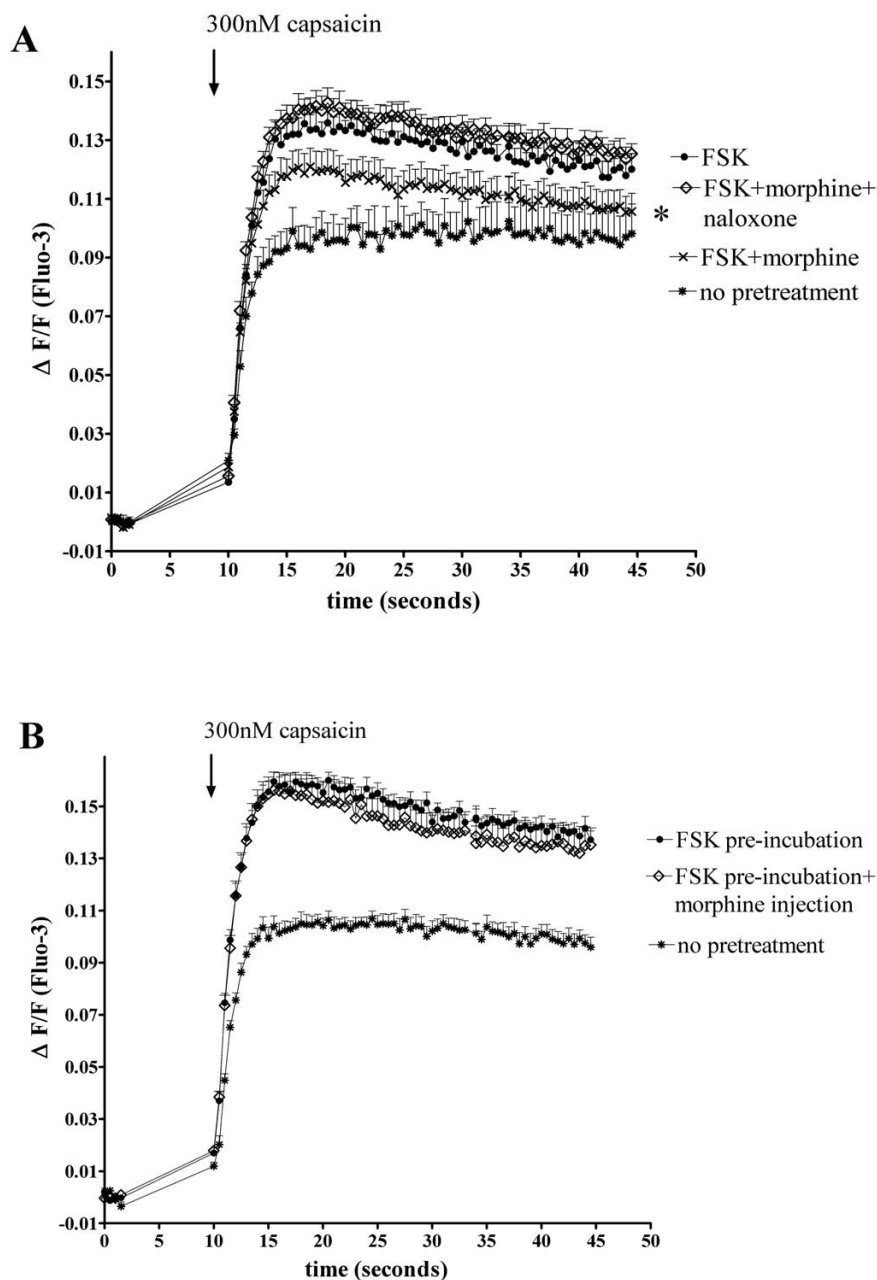 300nM capsaicin
A
0.15
0.13
0.11
0.09
0.07
0.05
0.03
0.01
-0.01
Δ F/F (Fluo-3)
0 5 10 15 20 25 30 35 40 45 50
time (seconds)
FSK
FSK+morphine+
naloxone
*
FSK+morphine
no pretreatment
B
300nM capsaicin
0.15
0.13
0.11
0.09
0.07
0.05
0.03
0.01
-0.01
Δ F/F (Fluo-3)
0 5 10 15 20 25 30 35 40 45 50
time (seconds)
FSK pre-incubation
FSK pre-incubation+
morphine injection
no pretreatment